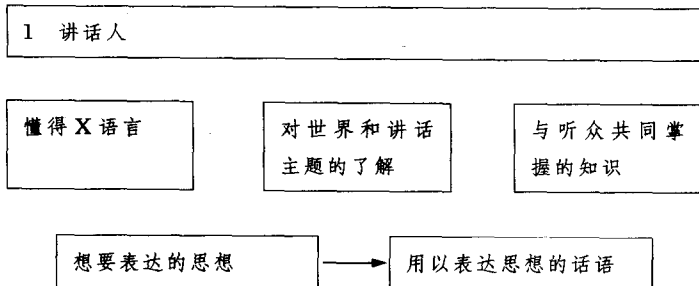 1 讲话人
懂得X语言
对世界和讲话
主题的了解
与听众共同掌
握的知识
想要表达的思想
用以表达思想的话语